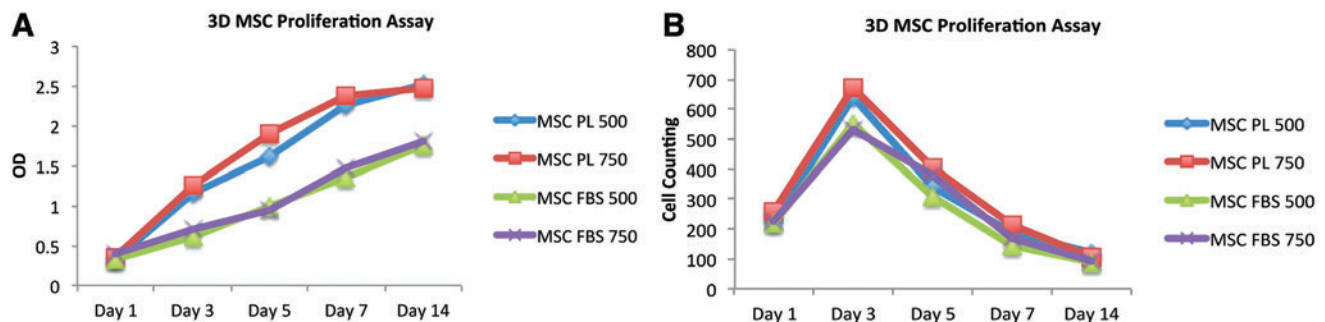 A
3D MSC Proliferation Assay
3
2.5
2
1.5
1
0.5
0
OD
Day 1 Day 3 Day 5 Day 7 Day 14
MSC PL 500
MSC PL 750
MSC FBS 500
MSC FBS 750
B
3D MSC Proliferation Assay
800
700
600
500
400
300
200
100
0
Cell Counting
Day 1 Day 3 Day 5 Day 7 Day 14
MSC PL 500
MSC PL 750
MSC FBS 500
MSC FBS 750